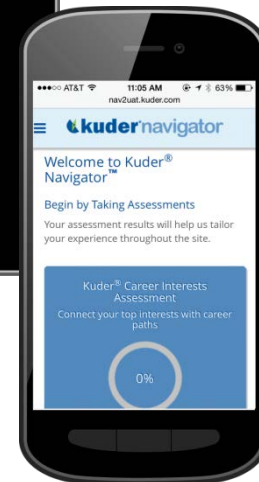 AT&T 11:05 AM 63%
nav2uat.kuder.com
kuder navigator
Welcome to Kuder®
Navigator™
Begin by Taking Assessments
Your assessment results will help us tailor
your experience throughout the site.
Kuder® Career Interests
Assessment
Connect your top interests with career
paths
0%